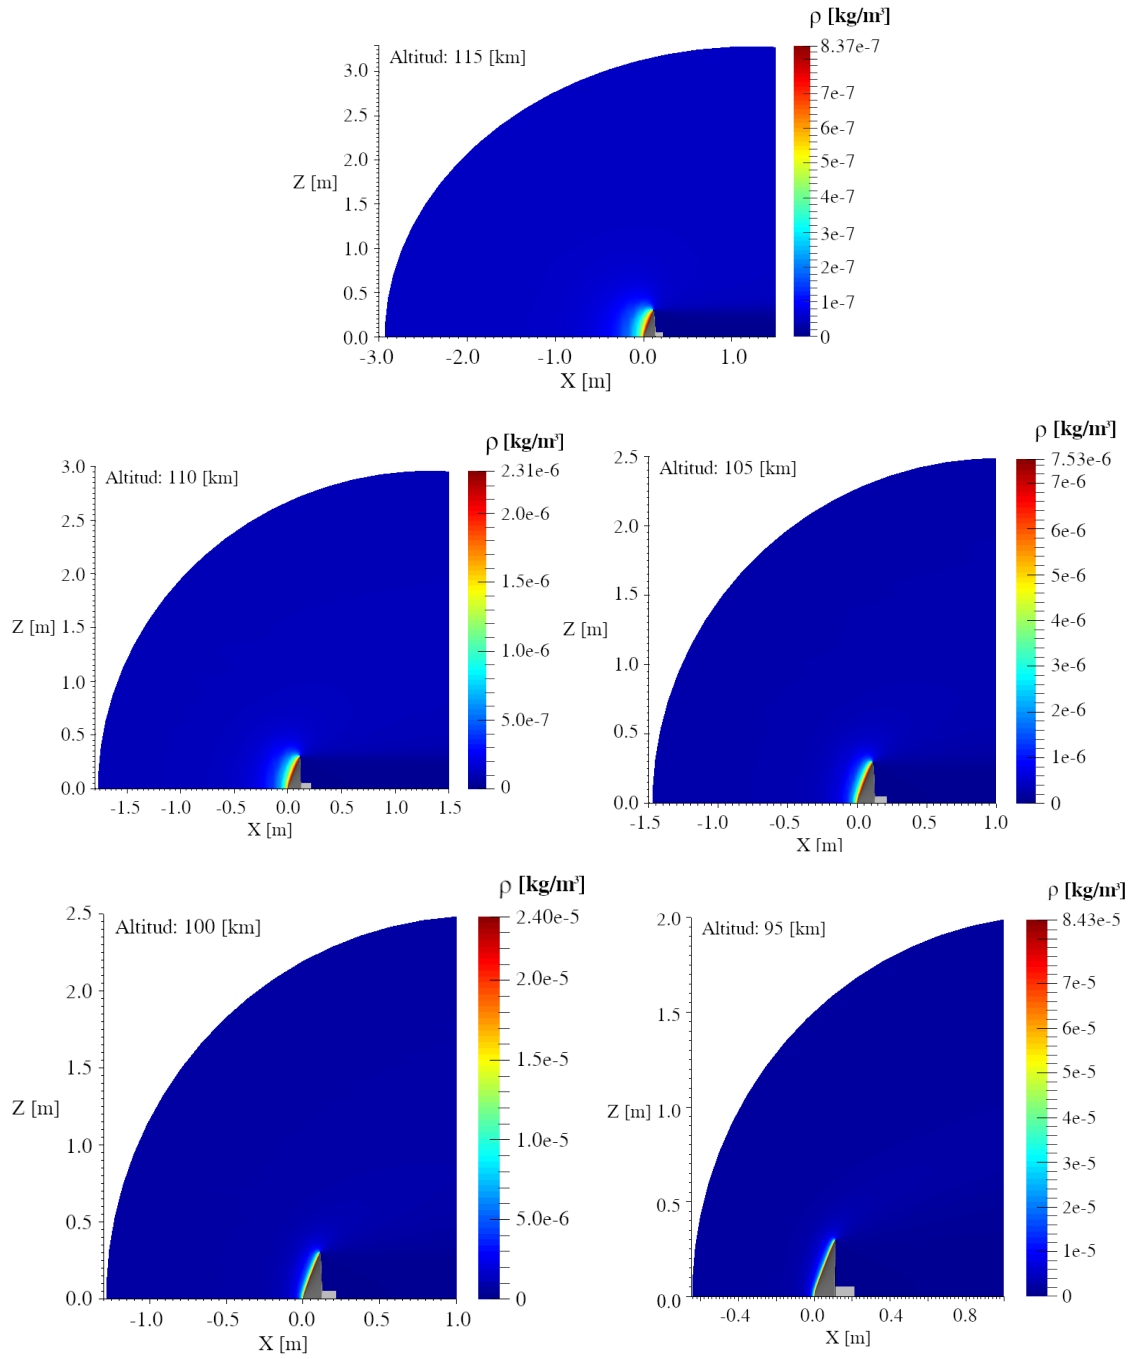 ρ [kg/m³]
Altitud: 115 [km]
8.37e-7
7e-7
6e-7
5e-7
4e-7
3e-7
2e-7
1e-7
0
3.0
2.5
2.0
Z [m]
1.5
1.0
0.5
0.0
-3.0 -2.0 -1.0 0.0 1.0
X [m]
ρ [kg/m³]
Altitud: 110 [km]
2.31e-6
2.0e-6
1.5e-6
1.0e-6
5.0e-7
0
3.0
2.5
2.0
Z [m] 1.5
1.0
0.5
0.0
-1.5 -1.0 -0.5 0.0 0.5 1.0 1.5
X [m]
ρ [kg/m³]
Altitud: 105 [km]
7.53e-6
7e-6
6e-6
5e-6
4e-6
3e-6
2e-6
1e-6
0
2.5
2.0
1.5
Z [m]
1.0
0.5
0.0
-1.5 -1.0 -0.5 0.0 0.5 1.0
X [m]
ρ [kg/m³]
Altitud: 100 [km]
2.40e-5
2.0e-5
1.5e-5
1.0e-5
5.0e-6
0
2.5
2.0
1.5
Z [m]
1.0
0.5
0.0
-1.0 -0.5 0.0 0.5 1.0
X [m]
ρ [kg/m³]
Altitud: 95 [km]
8.43e-5
7e-5
6e-5
5e-5
4e-5
3e-5
2e-5
1e-5
0
2.0
1.5
Z [m] 1.0
0.5
0.0
-0.4 0.0 0.4 0.8
X [m]